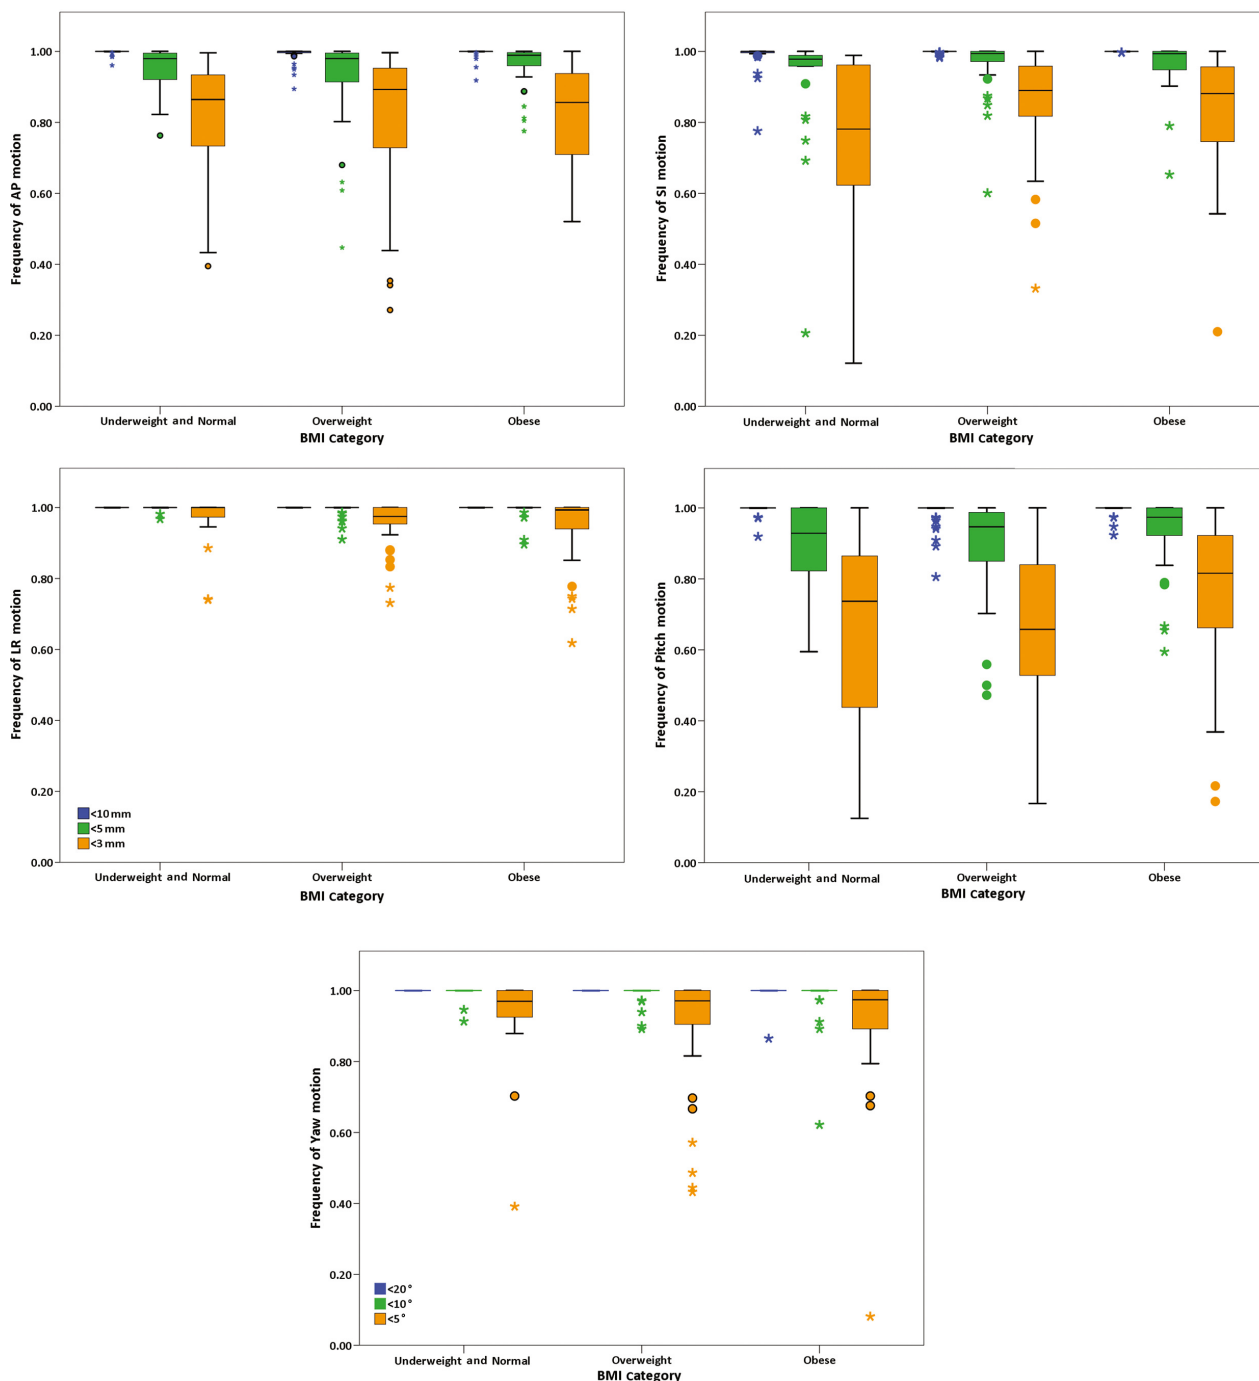 Frequency of AP motion
1.00
0.80
0.60
0.40
0.20
0.00
Underweight and Normal
Overweight
Obese
BMI category
Frequency of SI motion
1.00
0.80
0.60
0.40
0.20
0.00
Underweight and Normal
Overweight
Obese
BMI category
Frequency of LR motion
1.00
0.80
0.60
0.40
0.20
0.00
<10 mm
<5 mm
<3 mm
Underweight and Normal
Overweight
Obese
BMI category
Frequency of Pitch motion
1.00
0.80
0.60
0.40
0.20
0.00
Underweight and Normal
Overweight
Obese
BMI category
Frequency of Yaw motion
1.00
0.80
0.60
0.40
0.20
0.00
<20°
<10°
<5°
Underweight and Normal
Overweight
Obese
BMI category